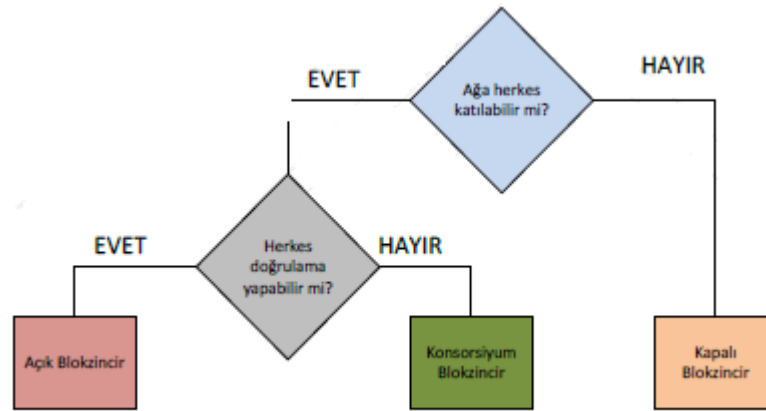 EVET
Ağa herkes
katılabilir mi?
HAYIR
EVET
Herkes
doğrulama
yapabilir mi?
HAYIR
Açık Blokzincir
Konsorsiyum
Blokzincir
Kapalı
Blokzincir